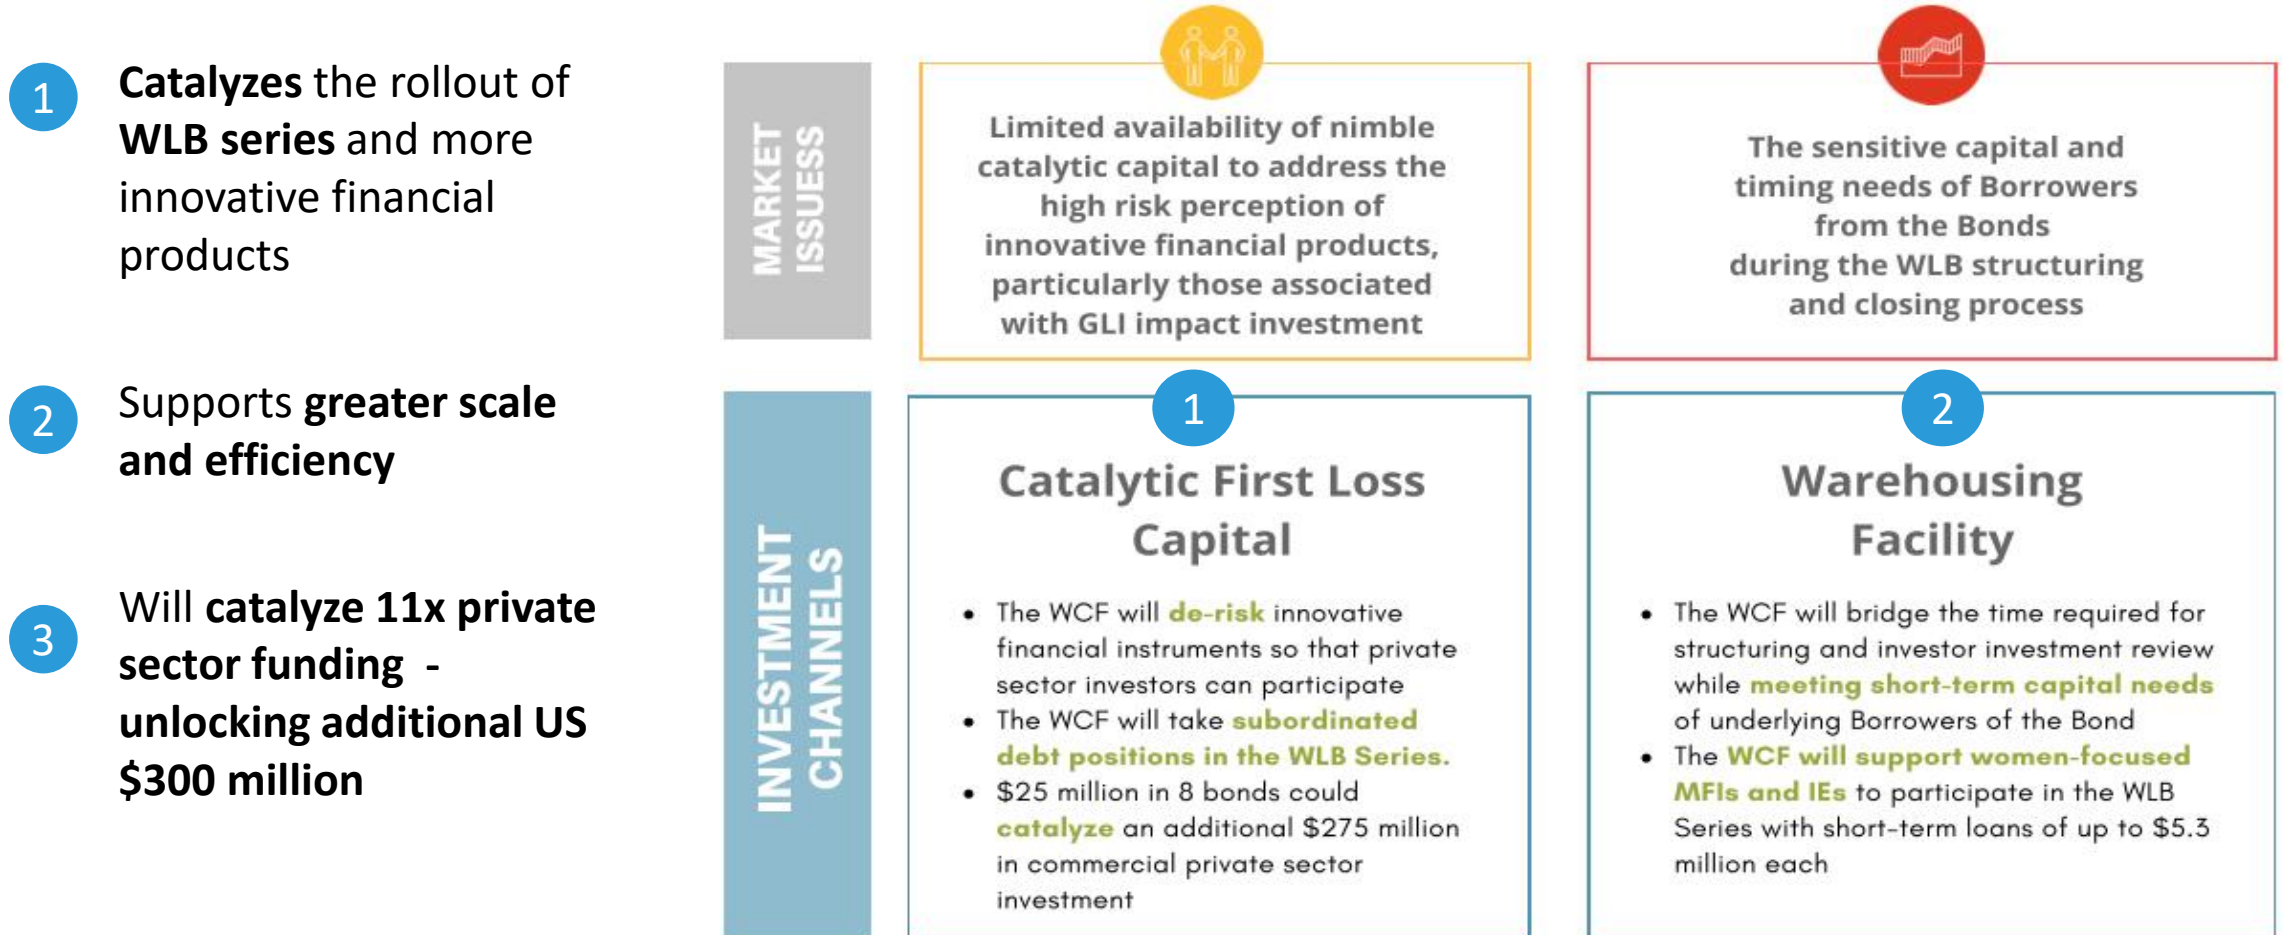 1
Catalyzes the rollout of
WLB series and more
innovative financial
products
2
Supports greater scale
and efficiency
3
Will catalyze 11x private
sector funding -
unlocking additional US
$300 million
MARKET
ISSUESS
Limited availability of nimble
catalytic capital to address the
high risk perception of
innovative financial products,
particularly those associated
with GLI impact investment
The sensitive capital and
timing needs of Borrowers
from the Bonds
during the WLB structuring
and closing process
INVESTMENT
CHANNELS
1
Catalytic First Loss
Capital
• The WCF will de-risk innovative
financial instruments so that private
sector investors can participate
• The WCF will take subordinated
debt positions in the WLB Series.
• $25 million in 8 bonds could
catalyze an additional $275 million
in commercial private sector
investment
2
Warehousing
Facility
• The WCF will bridge the time required for
structuring and investor investment review
while meeting short-term capital needs
of underlying Borrowers of the Bond
• The WCF will support women-focused
MFIs and IEs to participate in the WLB
Series with short-term loans of up to $5.3
million each